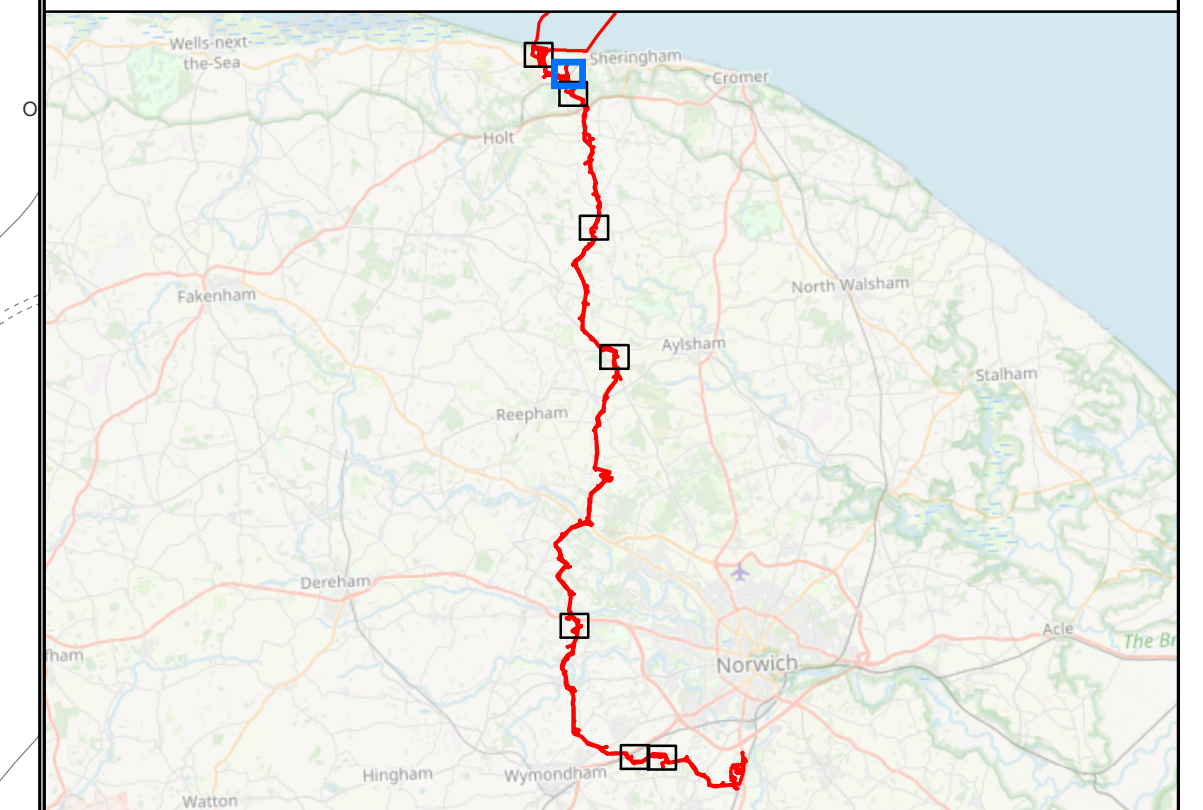 Wells-next-
the-Sea
Sheringham
Cromer
O
Holt
North Walsham
Fakenham
Aylsham
Stalham
Reepham
Dereham
Acle
The Br
fham
Norwich
Hingham
Wymondham
Watton